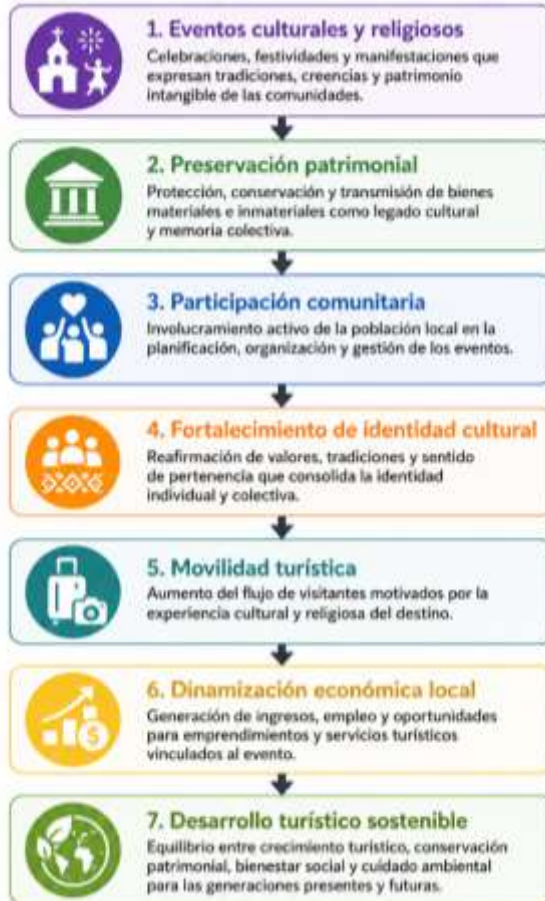 1. Eventos culturales y religiosos
Celebraciones, festividades y manifestaciones que
expresan tradiciones, creencias y patrimonio
intangible de las comunidades.
2. Preservación patrimonial
Protección, conservación y transmisión de bienes
materiales e inmateriales como legado cultural
y memoria colectiva.
3. Participación comunitaria
Involucramiento activo de la población local en la
planificación, organización y gestión de los eventos.
4. Fortalecimiento de identidad cultural
Reafirmación de valores, tradiciones y sentido
de pertenencia que consolida la identidad
individual y colectiva.
5. Movilidad turística
Aumento del flujo de visitantes motivados por la
experiencia cultural y religiosa del destino.
6. Dinamización económica local
Generación de ingresos, empleo y oportunidades
para emprendimientos y servicios turísticos
vinculados al evento.
$
7. Desarrollo turístico sostenible
Equilibrio entre crecimiento turístico, conservación
patrimonial, bienestar social y cuidado ambiental
para las generaciones presentes y futuras.